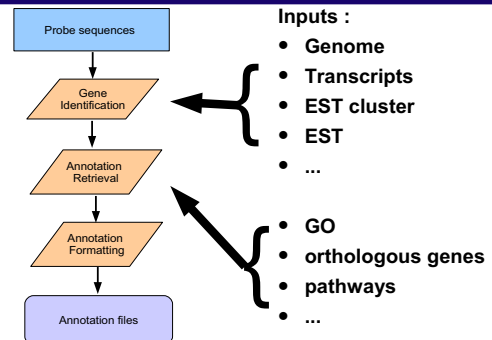 Probe sequences
Gene
Identification
Annotation
Retrieval
Annotation
Formatting
Annotation files
Inputs :
• Genome
• Transcripts
• EST cluster
• EST
• ...
• GO
• orthologous genes
• pathways
• ...